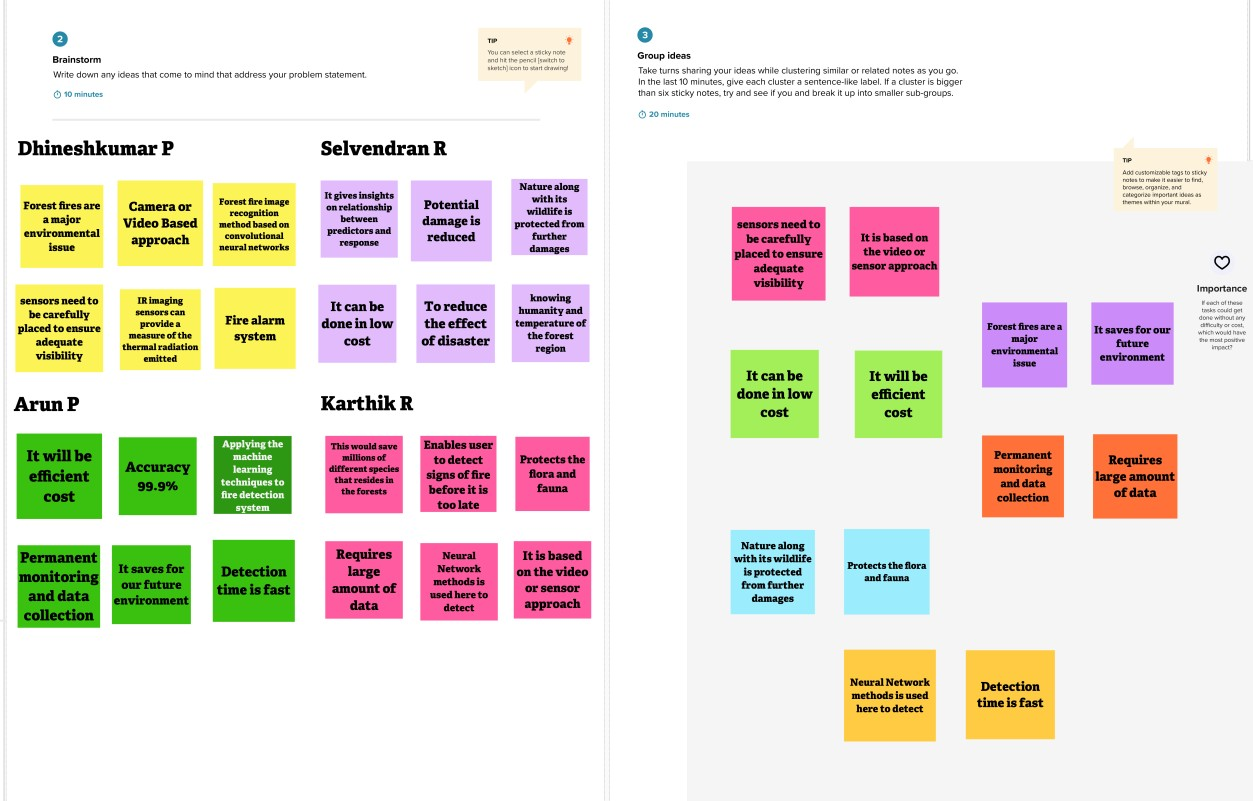 2
Brainstorm
Write down any ideas that come to mind that address your problem statement.
10 minutes
TIP
You can select a sticky note
and hit the pencil [switch to
sketch] icon to start drawing!
Dhineshkumar P
Forest fires are
a major
environmental
issue
Camera or
Video Based
approach
Forest fire image
recognition
method based on
convolutional
neural networks
sensors need to
be carefully
placed to ensure
adequate
visibility
IR imaging
sensors can
provide a
measure of the
thermal radiation
emitted
Fire alarm
system
Selvendran R
It gives insights
on relationship
between
predictors and
response
Potential
damage is
reduced
Nature along
with its
wildlife is
protected from
further
damages
It can be
done in low
cost
To reduce
the effect
of disaster
knowing
humanity and
temperature of
the forest
region
Arun P
It will be
efficient
cost
Accuracy
99.9%
Applying the
machine
learning
techniques to
fire detection
system
Permanent
monitoring
and data
collection
It saves for
our future
environment
Detection
time is fast
Karthik R
This would save
millions of
different species
that resides in
the forests
Enables user
to detect
signs of fire
before it is
too late
Protects the
flora and
fauna
Requires
large
amount of
data
Neural
Network
methods is
used here to
detect
It is based
on the video
or sensor
approach
3
Group ideas
Take turns sharing your ideas while clustering similar or related notes as you go.
In the last 10 minutes, give each cluster a sentence-like label. If a cluster is bigger
than six sticky notes, try and see if you and break it up into smaller sub-groups.
20 minutes
TIP
Add customizable tags to sticky
notes to make it easier to find,
browse, organize, and
categorize important ideas as
themes within your mural.
sensors need to
be carefully
placed to ensure
adequate
visibility
It is based on
the video or
sensor approach
Forest fires are a
major
environmental
issue
It saves for our
future
environment
Importance
If each of these
tasks could get
done without any
difficulty or cost,
which would have
the most positive
impact?
It can be
done in low
cost
It will be
efficient
cost
Permanent
monitoring
and data
collection
Requires
large amount
of data
Nature along
with its wildlife
is protected
from further
damages
Protects the flora
and fauna
Neural Network
methods is used
here to detect
Detection
time is fast